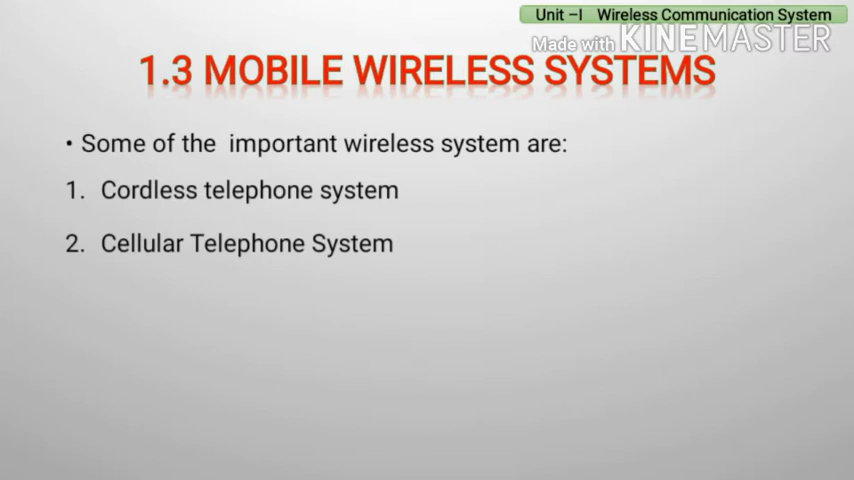 Unit –I Wireless Communication System
Made with KINEMASTER
1.3 MOBILE WIRELESS SYSTEMS
• Some of the important wireless system are:
1. Cordless telephone system
2. Cellular Telephone System